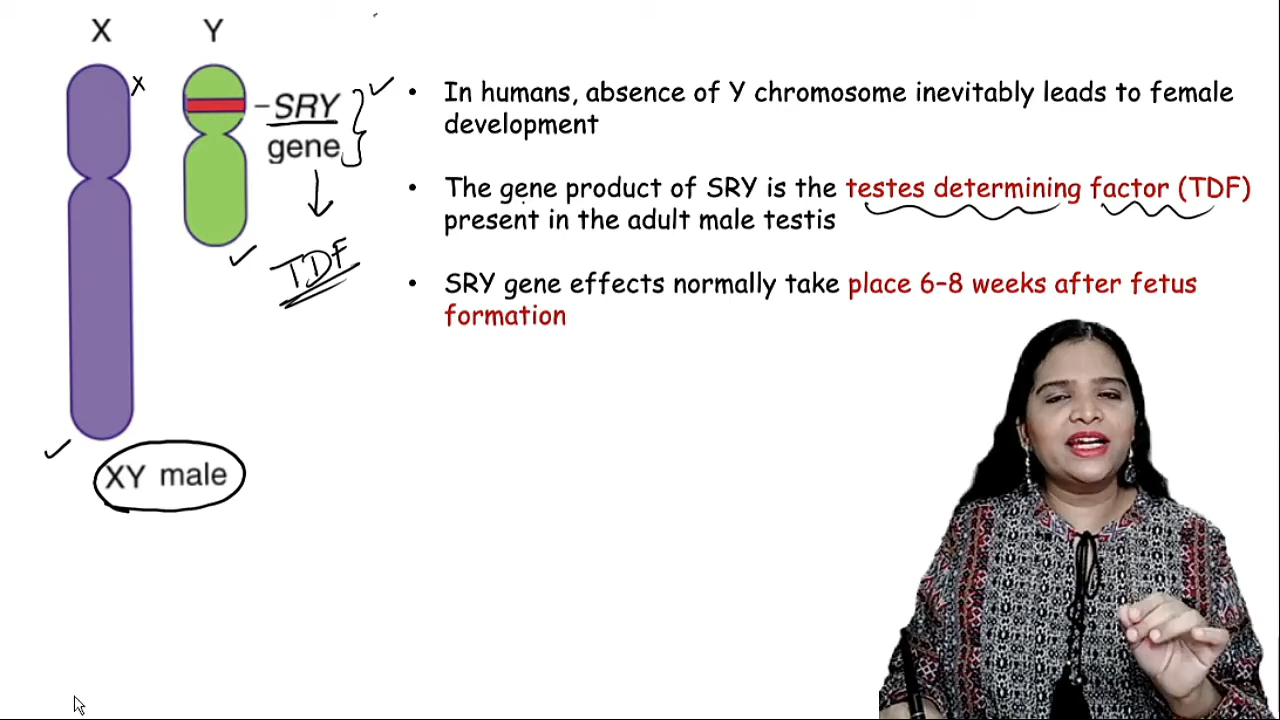 X Y
x
-SRY
gene
TDF
XY male
• In humans, absence of Y chromosome inevitably leads to female
development
• The gene product of SRY is the testes determining factor (TDF)
present in the adult male testis
• SRY gene effects normally take place 6-8 weeks after fetus
formation